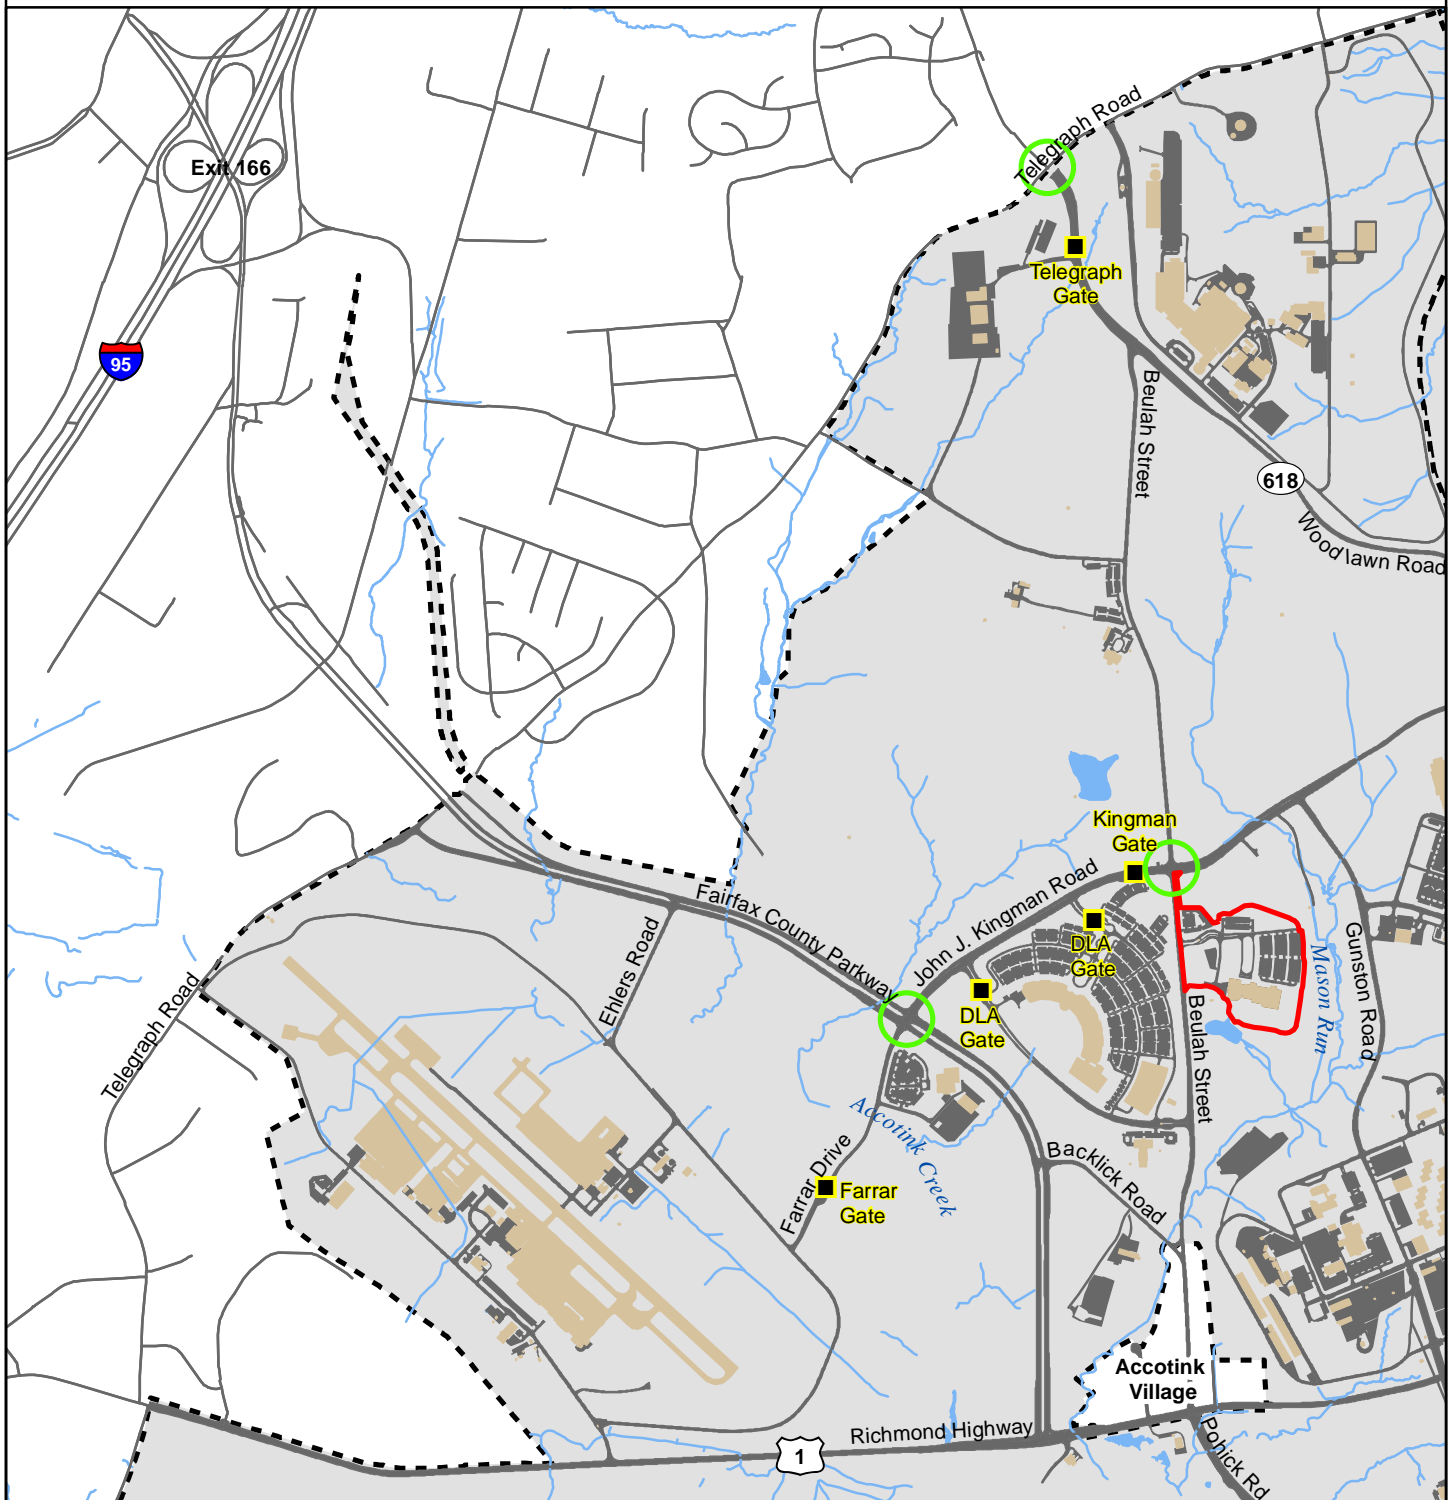 Telegraph Road
Exit 166
Telegraph
Gate
95
Beulah Street
618
Woodlawn Road
Kingman
Gate
John J. Kingman Road
Fairfax County Parkway
DLA
Gate
Ehlers Road
Gunston Road
Mason Run
Telegraph Road
DLA
Gate
Beulah Street
Accotink Creek
Backlick Road
Farrar Drive
Farrar
Gate
Accotink
Village
Richmond Highway
1
Pohick Rd